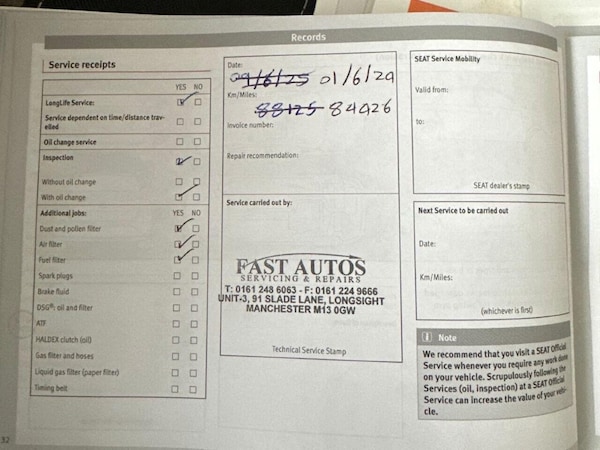 Records
Service receipts
YES NO
LongLife Service:
Service dependent on time/distance trav-
elled
Oil change service
Inspection
Without oil change
With oil change
Additional jobs: YES NO
Dust and pollen filter
Air filter
Fuel filter
Spark plugs
Brake fluid
DSG®: oil and filter
ATF
HALDEX clutch (oil)
Gas filter and hoses
Liquid gas filter (paper filter)
Timing belt
32
Date:
01/6/29
Km/Miles:
88125 84926
Invoice number:
Repair recommendation:
Service carried out by:
FAST AUTOS
SERVICING & REPAIRS
T: 0161 248 6063 - F: 0161 224 9666
UNIT-3, 91 SLADE LANE, LONGSIGHT
MANCHESTER M13 0GW
Technical Service Stamp
SEAT Service Mobility
Valid from:
to:
SEAT dealer's stamp
Next Service to be carried out
Date:
Km/Miles:
(whichever is first)
i Note
We recommend that you visit a SEAT Official
Service whenever you require any work done
on your vehicle. Scrupulously following the
Services (oil, inspection) at a SEAT Official
Service can increase the value of your vehi-
cle.